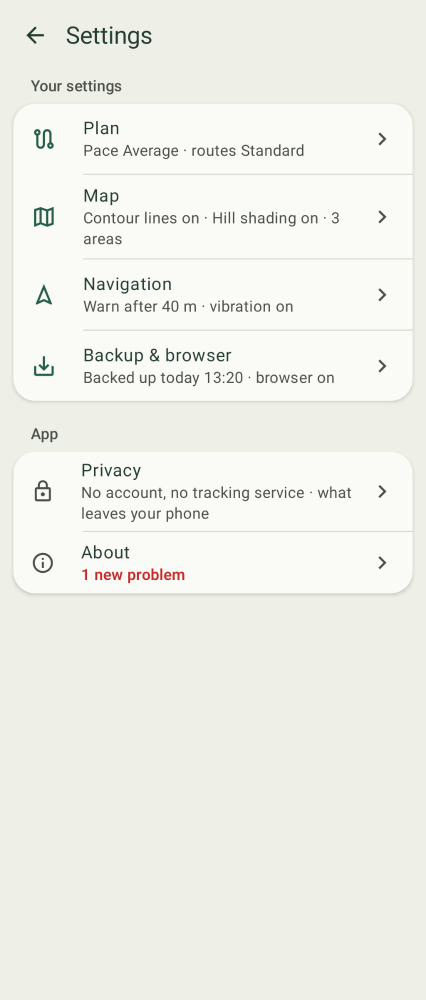 Settings
Your settings
Plan
Pace Average · routes Standard
Map
Contour lines on · Hill shading on · 3
areas
Navigation
Warn after 40 m · vibration on
Backup & browser
Backed up today 13:20 · browser on
App
Privacy
No account, no tracking service · what
leaves your phone
About
1 new problem